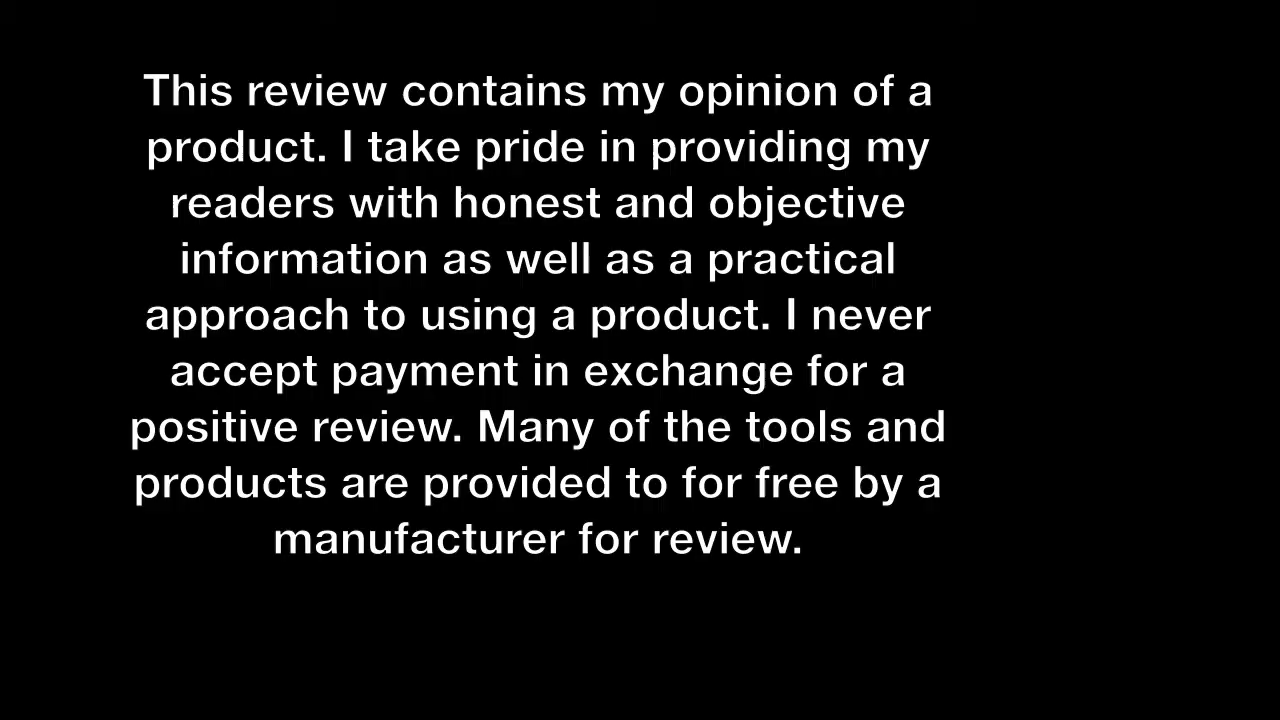 This review contains my opinion of a
product. I take pride in providing my
readers with honest and objective
information as well as a practical
approach to using a product. I never
accept payment in exchange for a
positive review. Many of the tools and
products are provided to for free by a
manufacturer for review.